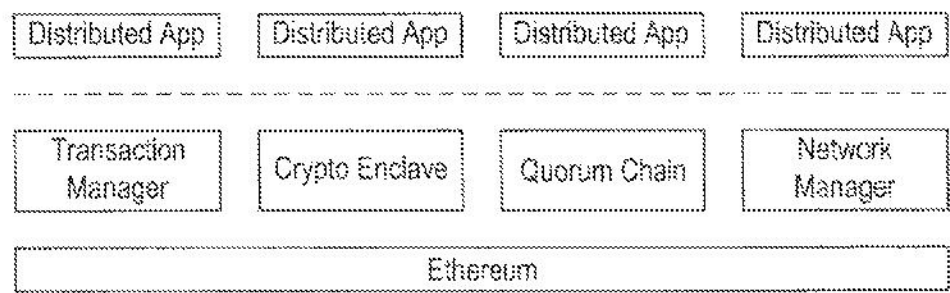 Distributed App Distributed App Distributed App Distributed App
Transaction Manager Crypto Enclave Quorum Chain Network Manager
Ethereum